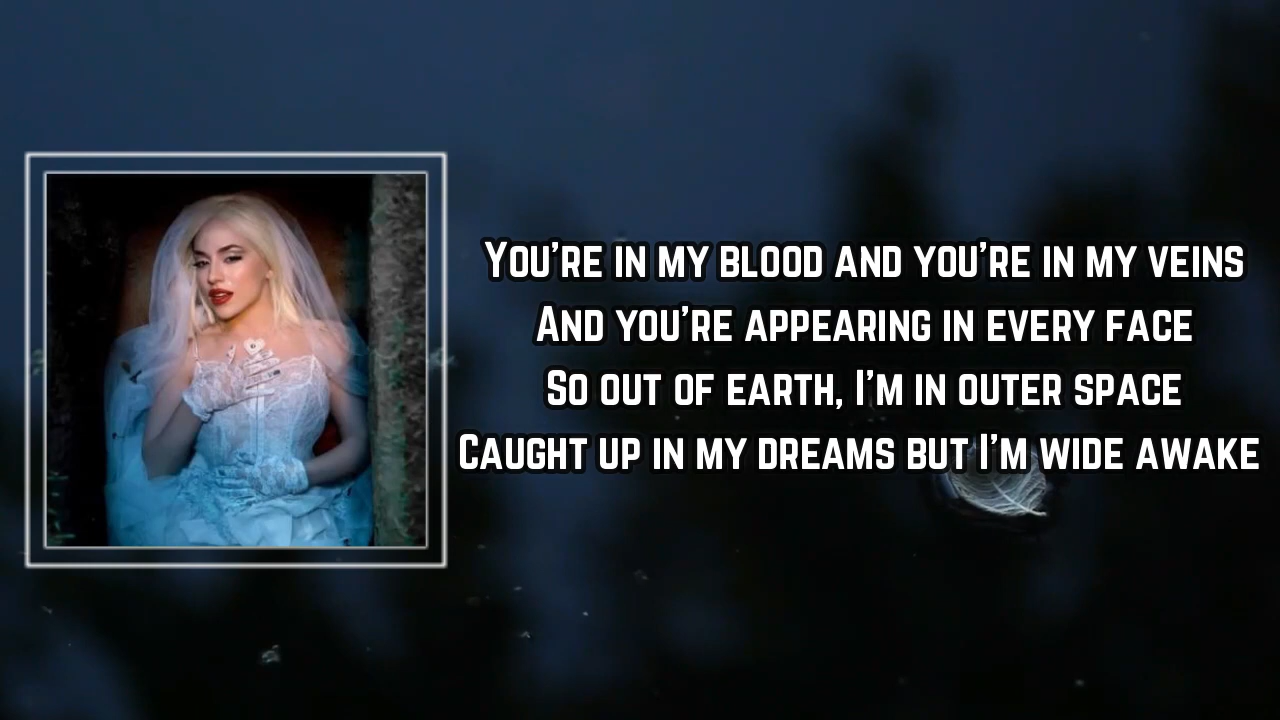 You're in my blood and you're in my veins
And you're appearing in every face
So out of earth, I'm in outer space
Caught up in my dreams but I'm wide awake